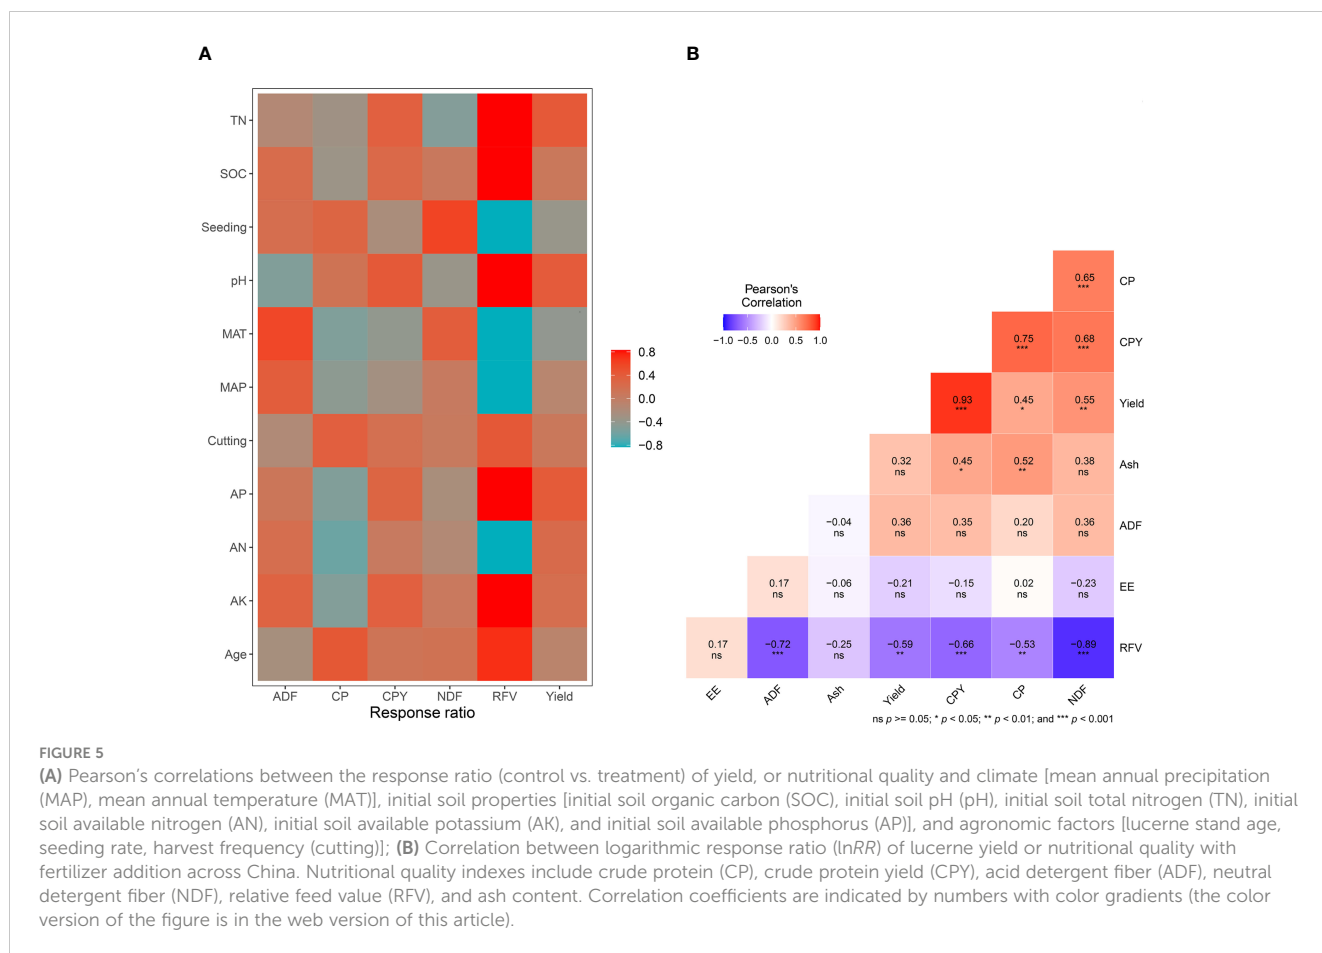 A
B
TN
SOC
Seeding
pH
MAT
MAP
Cutting
AP
AN
AK
Age
ADF CP CPY NDF RFV Yield
Response ratio
0.8
0.4
0.0
−0.4
−0.8
Pearson's
Correlation
−1.0 −0.5 0.0 0.5 1.0
0.65
***
CP
0.75 0.68
*** ***
CPY
0.93 0.45 0.55
*** * **
Yield
0.32 0.45 0.52 0.38
ns * ** ns
Ash
−0.04 0.36 0.35 0.20 0.36
ns ns ns ns ns
ADF
0.17 −0.06 −0.21 −0.15 0.02 −0.23
ns ns ns ns ns ns
EE
0.17 −0.72 −0.25 −0.59 −0.66 −0.53 −0.89
ns *** ns ** *** ** ***
RFV
EE ADF Ash Yield CPY CP NDF
ns p >= 0.05; * p < 0.05; ** p < 0.01; and *** p < 0.001
FIGURE 5
(A) Pearson's correlations between the response ratio (control vs. treatment) of yield, or nutritional quality and climate [mean annual precipitation
(MAP), mean annual temperature (MAT)], initial soil properties [initial soil organic carbon (SOC), initial soil pH (pH), initial soil total nitrogen (TN), initial
soil available nitrogen (AN), initial soil available potassium (AK), and initial soil available phosphorus (AP)], and agronomic factors [lucerne stand age,
seeding rate, harvest frequency (cutting)]; (B) Correlation between logarithmic response ratio (lnRR) of lucerne yield or nutritional quality with
fertilizer addition across China. Nutritional quality indexes include crude protein (CP), crude protein yield (CPY), acid detergent fiber (ADF), neutral
detergent fiber (NDF), relative feed value (RFV), and ash content. Correlation coefficients are indicated by numbers with color gradients (the color
version of the figure is in the web version of this article).